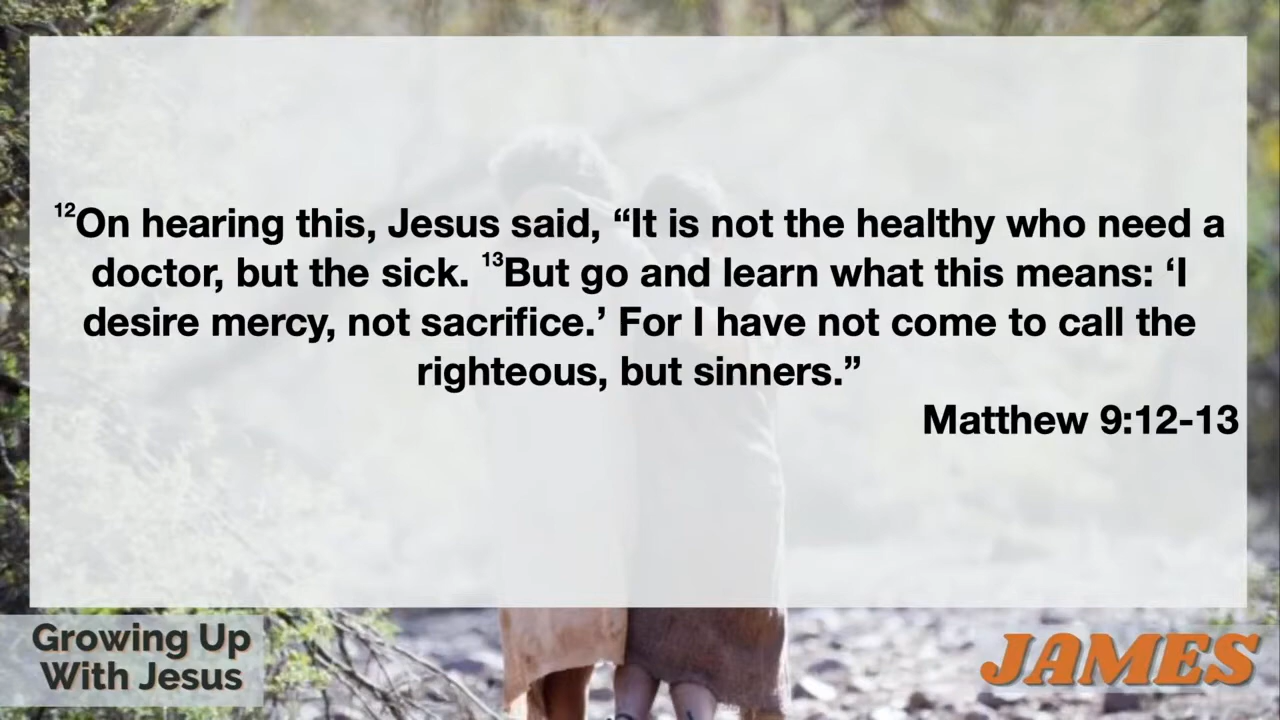 ¹²On hearing this, Jesus said, “It is not the healthy who need a
doctor, but the sick. ¹³But go and learn what this means: ‘I
desire mercy, not sacrifice.’ For I have not come to call the
righteous, but sinners.”
Matthew 9:12-13
Growing Up
With Jesus
JAMES